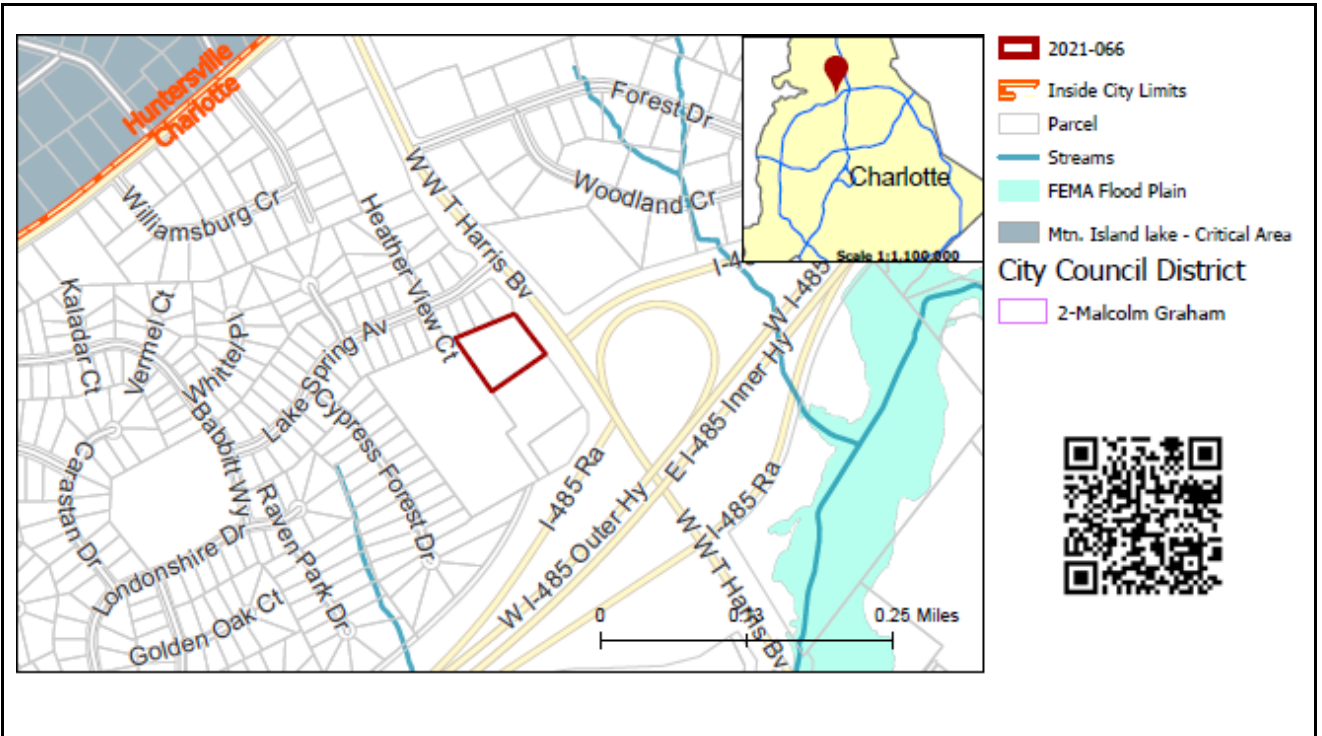 Huntersville
Charlotte
Forest Dr
Woodland Cr
W W T Harris Bv
Williamsburg Cr
Heather View Ct
Kaladar Ct
Vermel Ct
Whittel Pl
Lake Spring Av
Babbitt Wy
Cypress Forest Dr
Carastan Dr
Raven Park Dr
Londonshire Dr
Golden Oak Ct
I-485 Ra
W I-485 Outer Hy
E I-485 Inner Hy
W I-485
I-485 Ra
W W T Harris Bv
0
0.25 Miles
Charlotte
Scale 1:1,100,000
2021-066
Inside City Limits
Parcel
Streams
FEMA Flood Plain
Mtn. Island lake - Critical Area
City Council District
2-Malcolm Graham